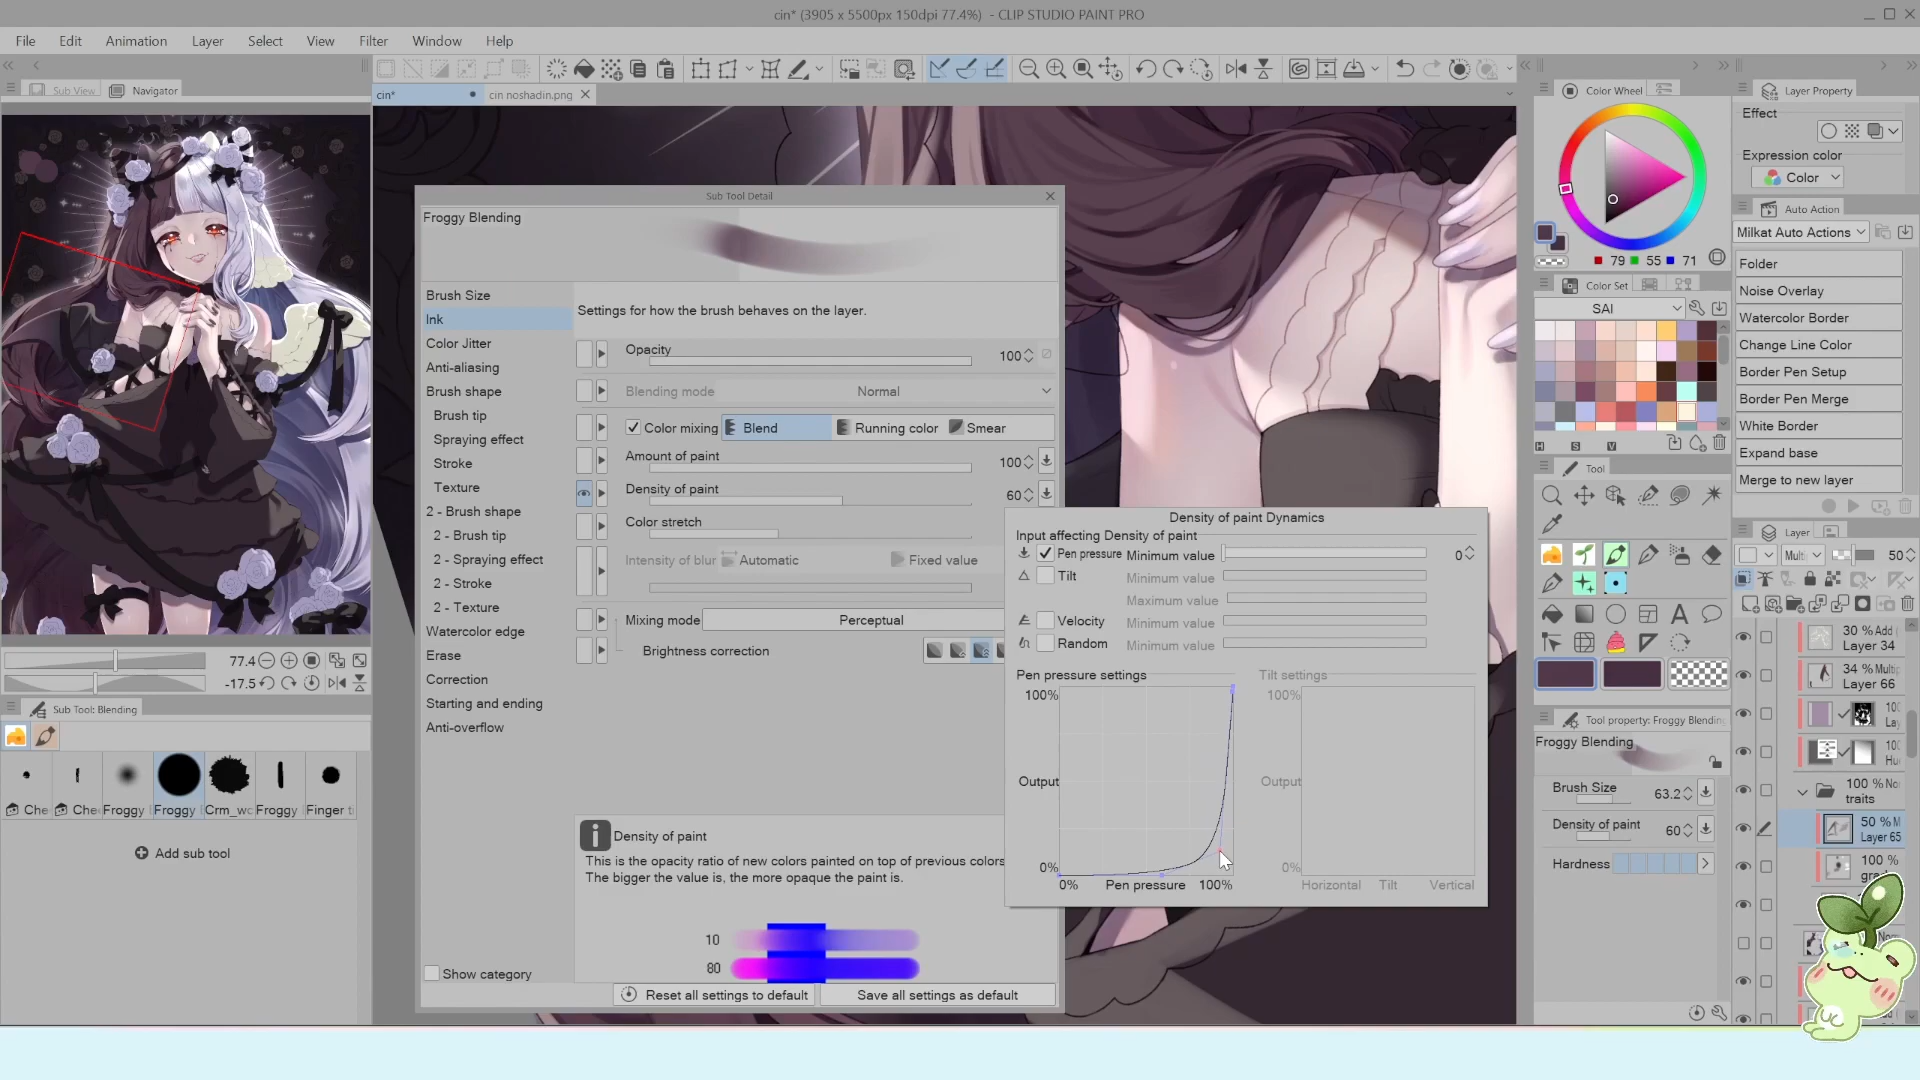 cin* (3905 x 5500px 150dpi 77.4%) - CLIP STUDIO PAINT PRO
File Edit Animation Layer Select View Filter Window Help
Sub View Navigator
cin* cin noshadin.png
77.4
-17.5
Sub Tool: Blending
Froggy Crm_wc Froggy Finger
Add sub tool
Sub Tool Detail
Froggy Blending
Brush Size
Ink
Color Jitter
Anti-aliasing
Brush shape
Brush tip
Spraying effect
Stroke
Texture
2 - Brush shape
2 - Brush tip
2 - Spraying effect
2 - Stroke
2 - Texture
Watercolor edge
Erase
Correction
Starting and ending
Anti-overflow
Show category
Settings for how the brush behaves on the layer.
Opacity 100
Blending mode Normal
Color mixing Blend Running color Smear
Amount of paint 100
Density of paint 60
Color stretch
Intensity of blur Automatic Fixed value
Mixing mode Perceptual
Brightness correction
Density of paint
This is the opacity ratio of new colors painted on top of previous colors
The bigger the value is, the more opaque the paint is.
10
80
Reset all settings to default Save all settings as default
Density of paint Dynamics
Input affecting Density of paint
Pen pressure Minimum value 0
Tilt Minimum value
Maximum value
Velocity Minimum value
Random Minimum value
Pen pressure settings Tilt settings
100% 100%
Output Output
0% 0%
0% Pen pressure 100% Horizontal Tilt Vertical
Color Wheel
79 55 71
Color Set
SAI
H S V
Tool
Tool property: Froggy Blending
Froggy Blending
Brush Size 63.2
Density of paint 60
Hardness
Layer Property
Effect
Expression color
Color
Auto Action
Milkat Auto Actions
Folder
Noise Overlay
Watercolor Border
Change Line Color
Border Pen Setup
Border Pen Merge
White Border
Expand base
Merge to new layer
Layer
50
30 % Add
Layer 34
34 %
Layer 66
traits
50 % M
Layer 65
100 %